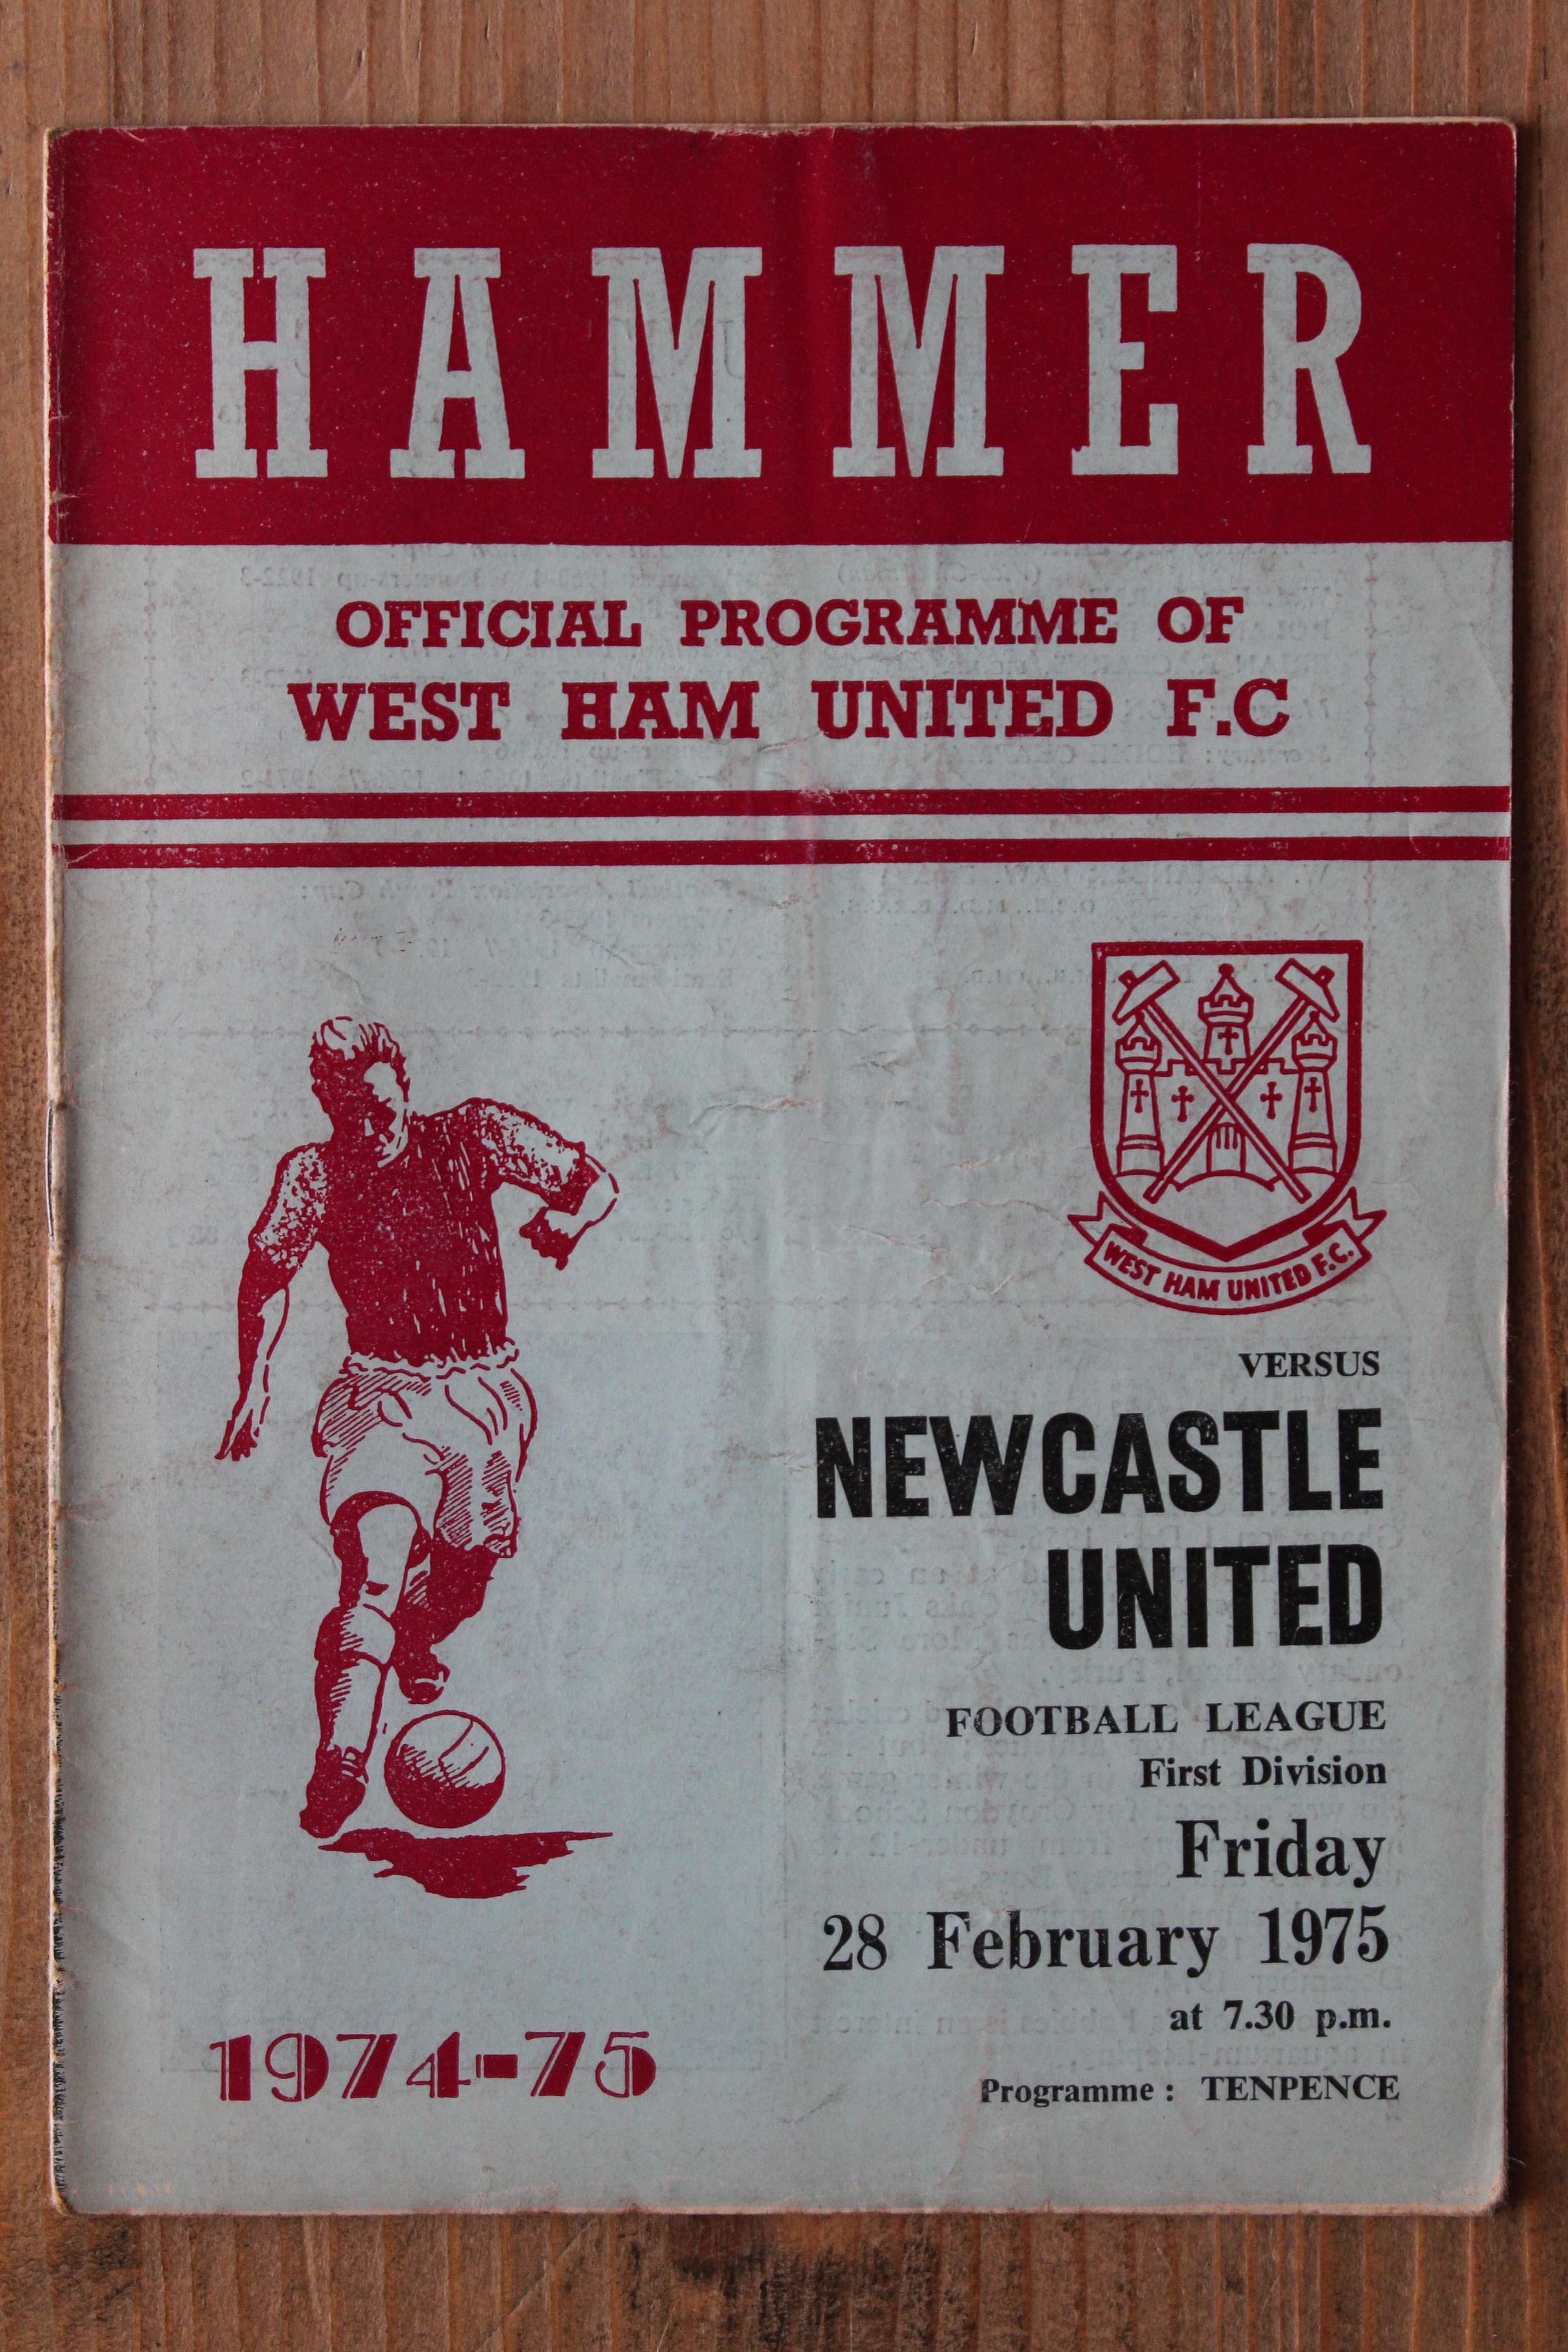 HAMMER
OFFICIAL PROGRAMME OF
WEST HAM UNITED F.C
WEST HAM UNITED F.C.
VERSUS
NEWCASTLE
UNITED
FOOTBALL LEAGUE
First Division
Friday
28 February 1975
at 7.30 p.m.
Programme : TENPENCE
1974-75